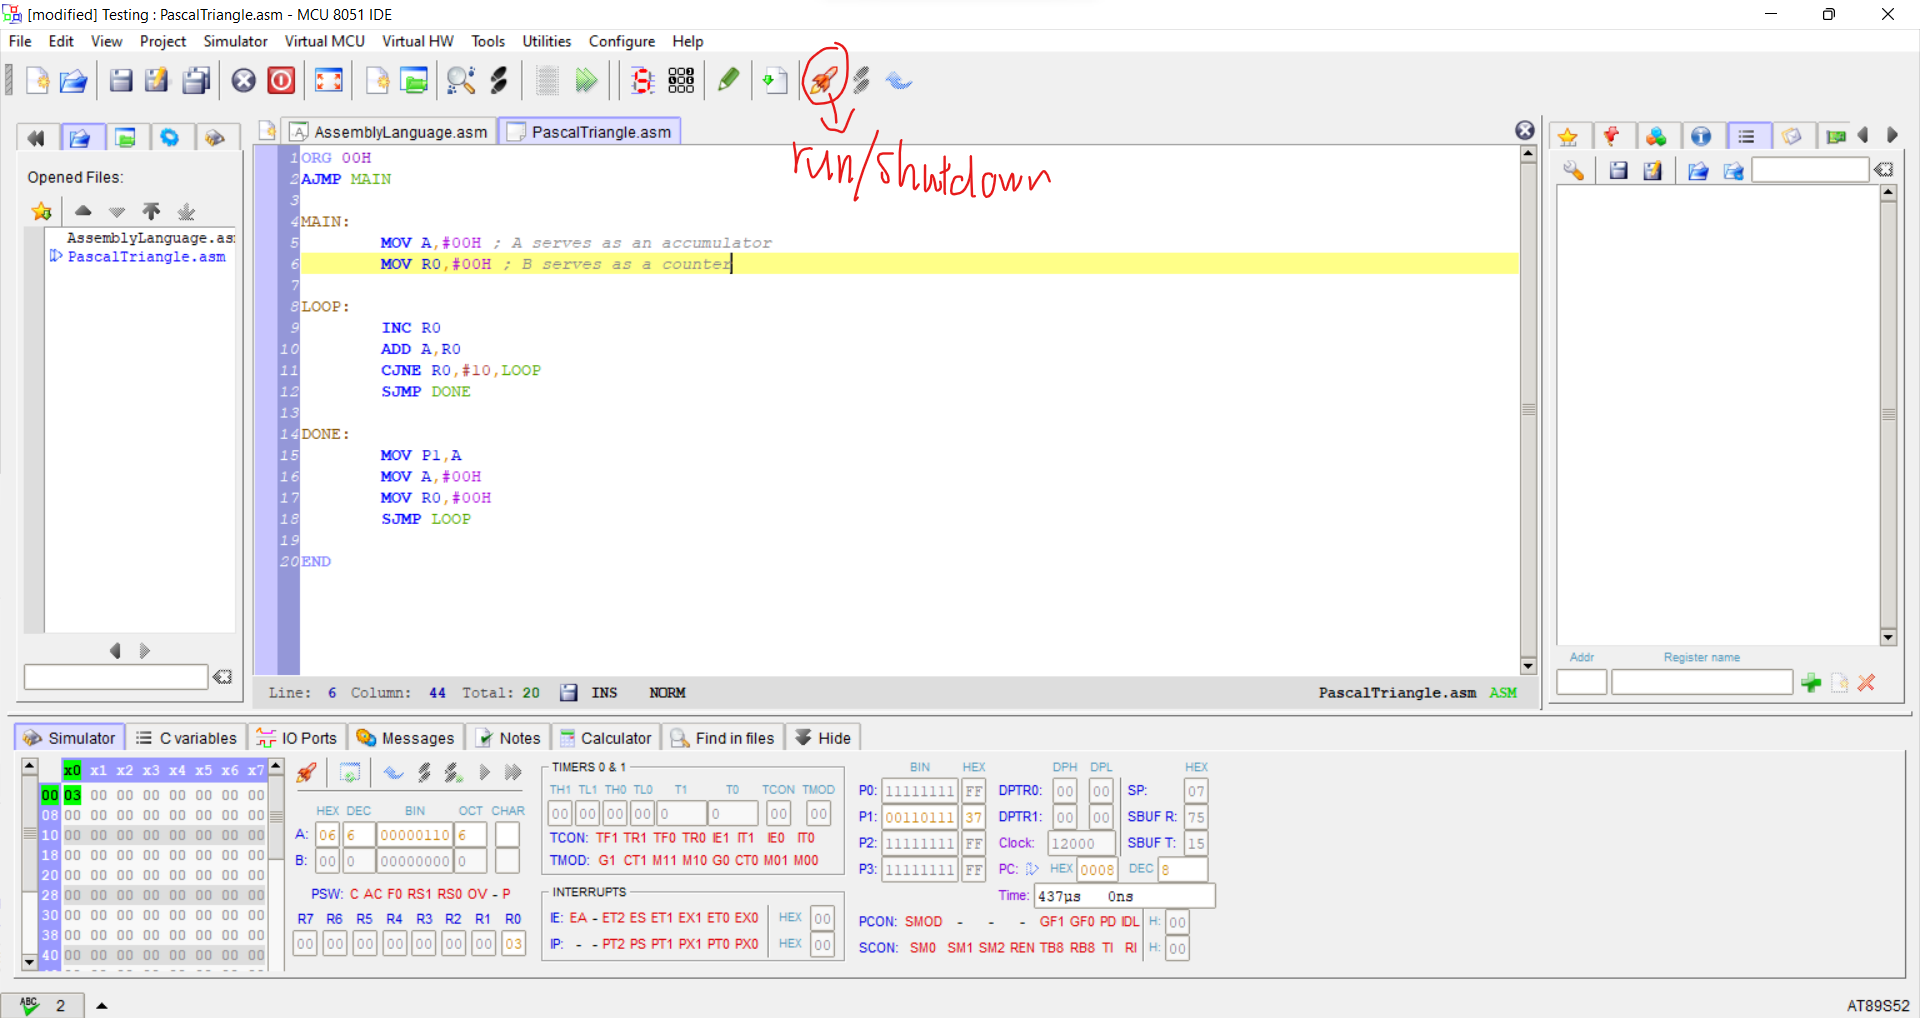 [modified] Testing : PascalTriangle.asm - MCU 8051 IDE
File Edit View Project Simulator Virtual MCU Virtual HW Tools Utilities Configure Help
run/shutdown
AssemblyLanguage.asm PascalTriangle.asm
Opened Files:
AssemblyLanguage.as
PascalTriangle.asm
1 ORG 00H
2 AJMP MAIN
3
4 MAIN:
5 MOV A,#00H ; A serves as an accumulator
6 MOV R0,#00H ; B serves as a counter
7
8 LOOP:
9 INC R0
10 ADD A,R0
11 CJNE R0,#10,LOOP
12 SJMP DONE
13
14 DONE:
15 MOV P1,A
16 MOV A,#00H
17 MOV R0,#00H
18 SJMP LOOP
19
20 END
Line: 6 Column: 44 Total: 20 INS NORM PascalTriangle.asm ASM
Addr Register name
Simulator C variables IO Ports Messages Notes Calculator Find in files Hide
x0 x1 x2 x3 x4 x5 x6 x7
00 03 00 00 00 00 00 00 00
08 00 00 00 00 00 00 00 00
10 00 00 00 00 00 00 00 00
18 00 00 00 00 00 00 00 00
20 00 00 00 00 00 00 00 00
28 00 00 00 00 00 00 00 00
30 00 00 00 00 00 00 00 00
38 00 00 00 00 00 00 00 00
40 00 00 00 00 00 00 00 00
HEX DEC BIN OCT CHAR
A: 06 6 00000110 6
B: 00 0 00000000 0
PSW: C AC F0 RS1 RS0 OV - P
R7 R6 R5 R4 R3 R2 R1 R0
00 00 00 00 00 00 00 03
TIMERS 0 & 1
TH1 TL1 TH0 TL0 T1 T0 TCON TMOD
00 00 00 00 0 0 00 00
TCON: TF1 TR1 TF0 TR0 IE1 IT1 IE0 IT0
TMOD: G1 CT1 M11 M10 G0 CT0 M01 M00
INTERRUPTS
IE: EA - ET2 ES ET1 EX1 ET0 EX0 HEX 00
IP: - - PT2 PS PT1 PX1 PT0 PX0 HEX 00
BIN HEX
P0: 11111111 FF
P1: 00110111 37
P2: 11111111 FF
P3: 11111111 FF
DPH DPL
DPTR0: 00 00
DPTR1: 00 00
Clock: 12000
PC: HEX 0008 DEC 8
Time: 437µs 0ns
HEX
SP: 07
SBUF R: 75
SBUF T: 15
PCON: SMOD - - - GF1 GF0 PD IDL H: 00
SCON: SM0 SM1 SM2 REN TB8 RB8 TI RI H: 00
ABC 2
AT89S52